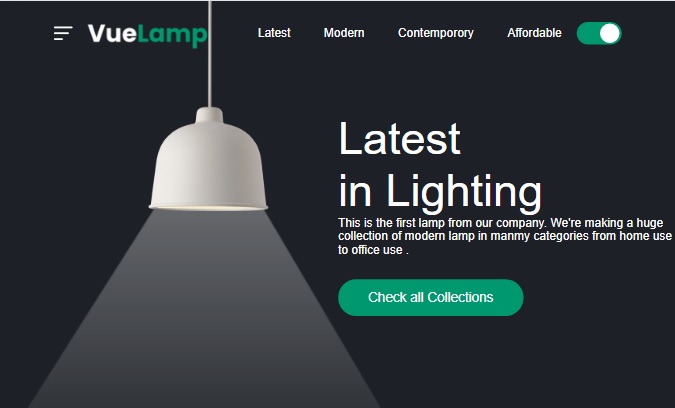 VueLamp
Latest
Modern
Contemporory
Affordable
Latest
in Lighting
This is the first lamp from our company. We're making a huge
collection of modern lamp in manmy categories from home use
to office use .
Check all Collections